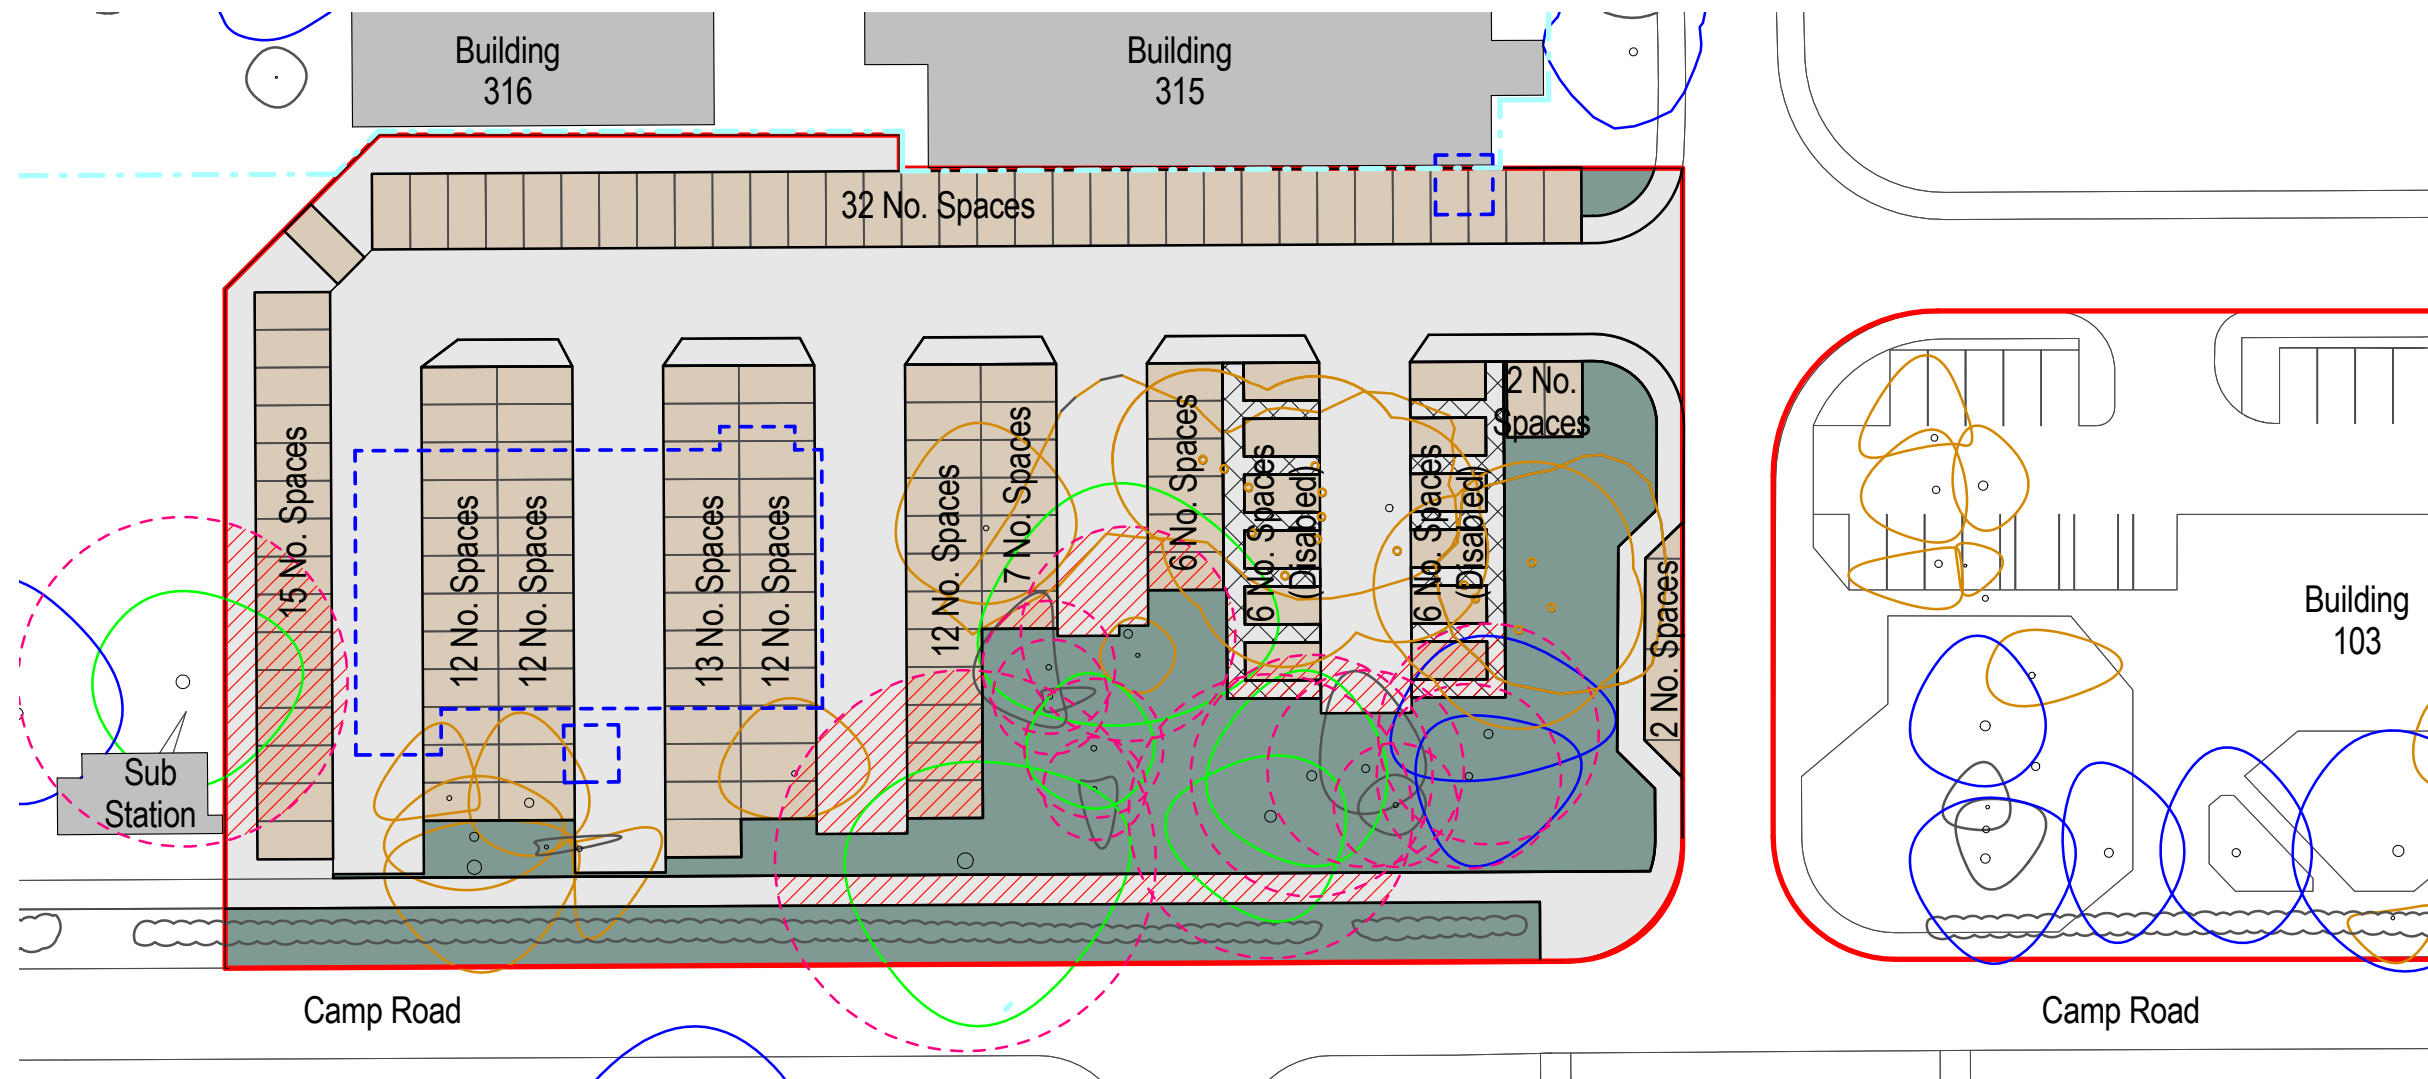 Building
316
Building
315
32 No. Spaces
15 No. Spaces
12 No. Spaces
12 No. Spaces
13 No. Spaces
12 No. Spaces
12 No. Spaces
7 No. Spaces
6 No. Spaces
6 No. Spaces
(Disabled)
6 No. Spaces
(Disabled)
2 No.
Spaces
2 No. Spaces
Building
103
Sub
Station
Camp Road
Camp Road